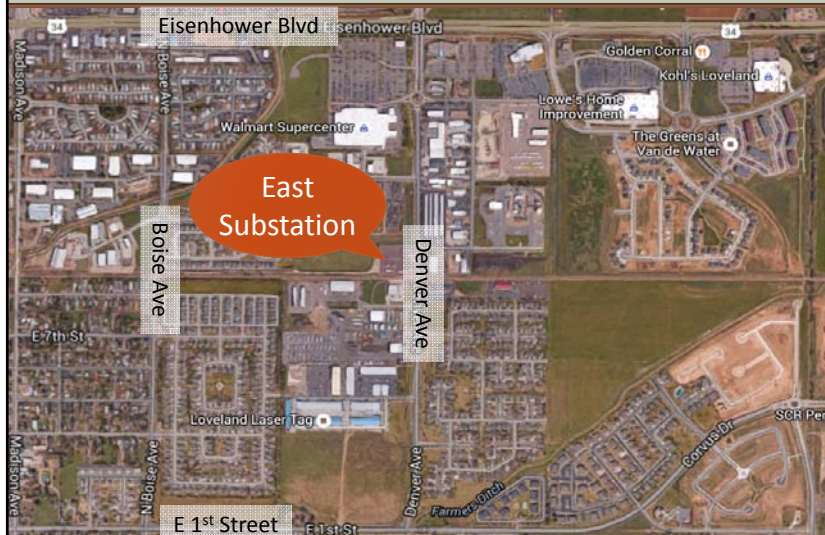 Eisenhower Blvd
Eisenhower Blvd
34
34
Madison Ave
N Boise Ave
Golden Corral
Kohl's Loveland
Lowe's Home
Improvement
Walmart Supercenter
The Greens at
Van de Water
East
Substation
Boise Ave
Denver Ave
E 7th St
Loveland Laser Tag
SCR Per
Corvus Dr
Madison Ave
N Boise Ave
Denver Ave
Farmers Ditch
E 1st Street
E 1st St